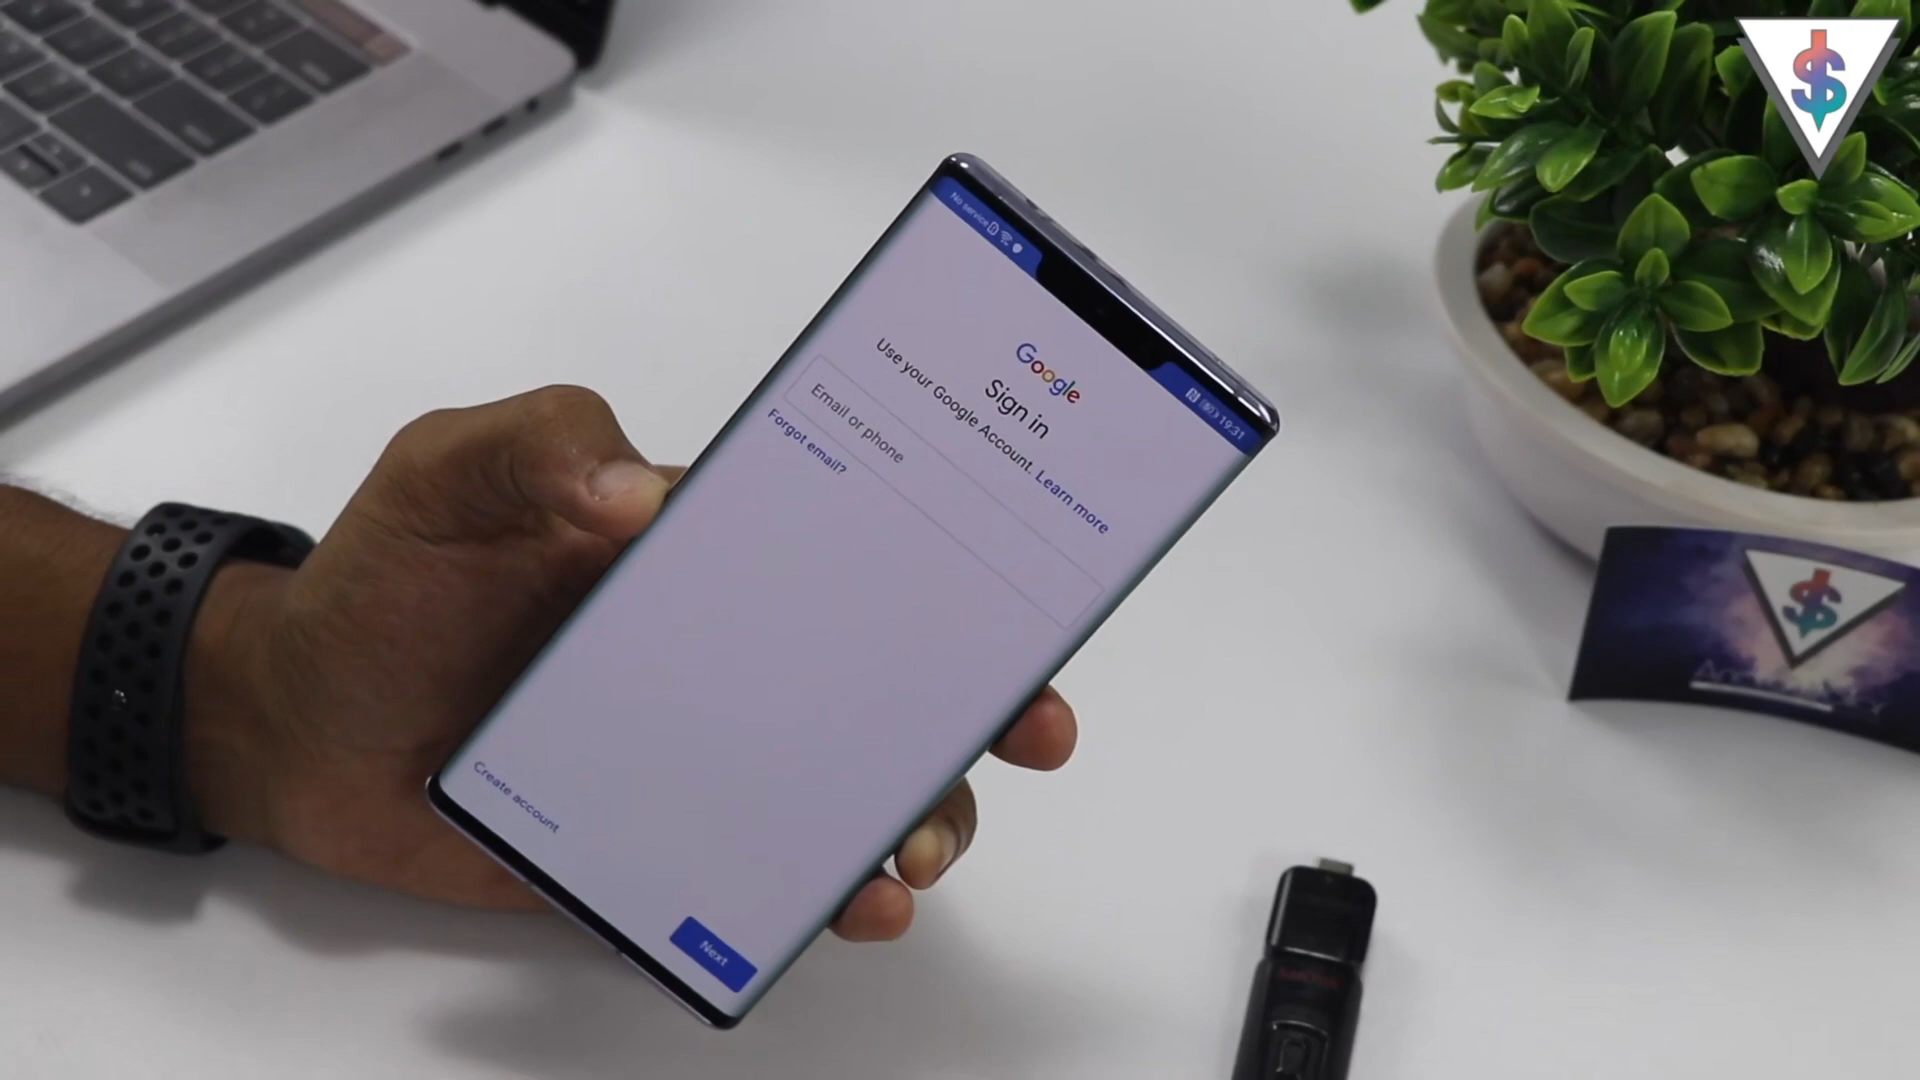 No service
19:31
Google
Sign in
Use your Google Account. Learn more
Email or phone
Forgot email?
Create account
Next
SanDisk